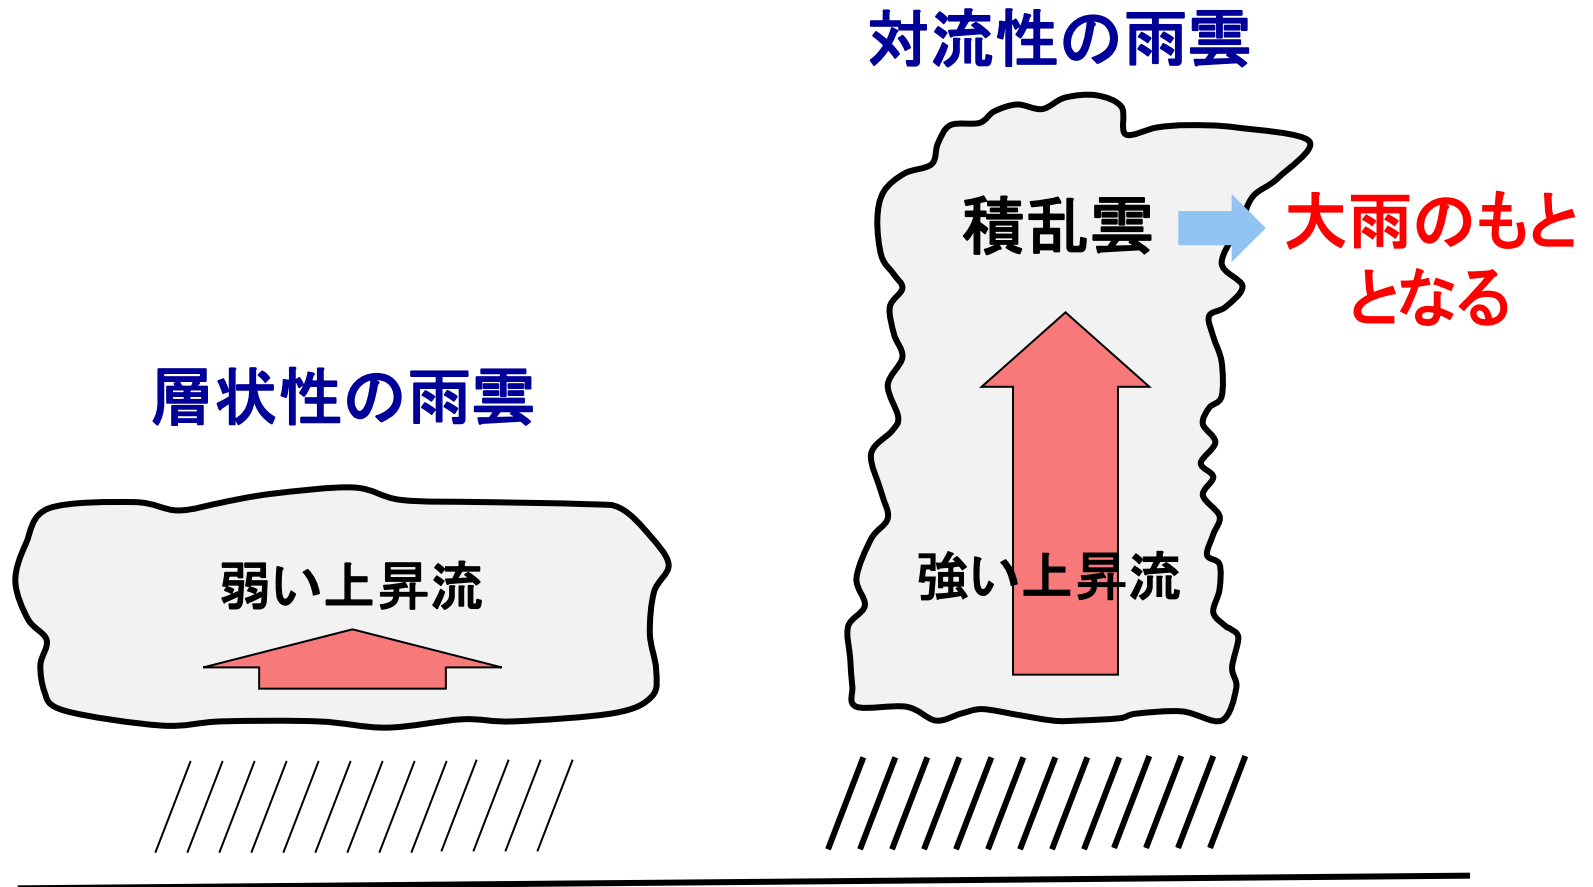 対流性の雨雲
積乱雲
大雨のもと
となる
層状性の雨雲
弱い上昇流
強い上昇流